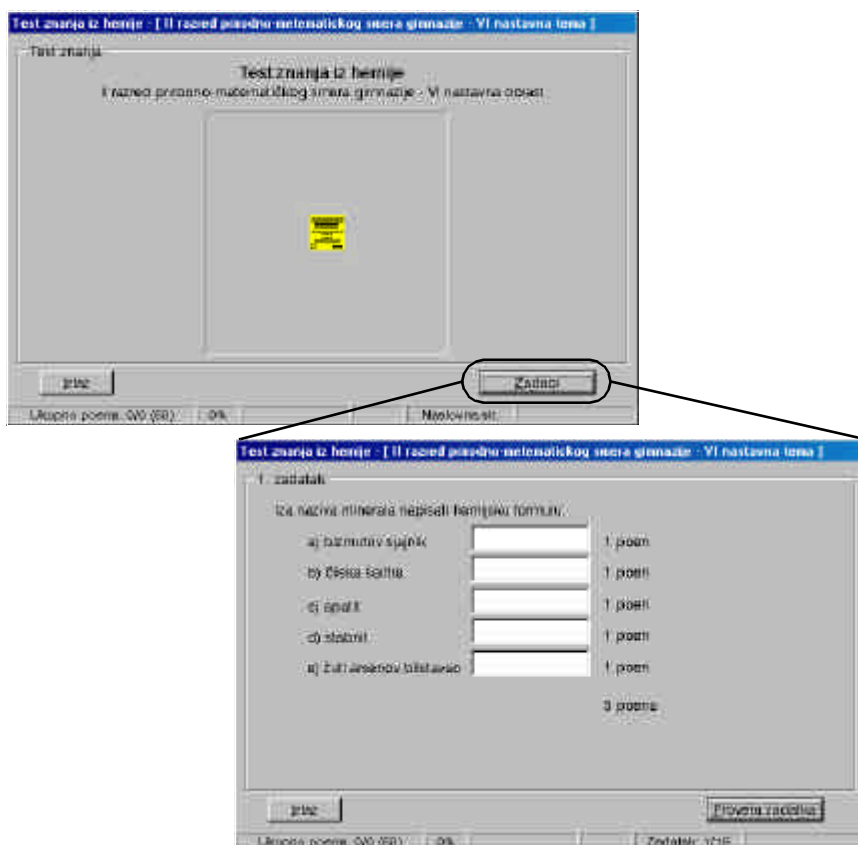 Test znanja iz hemije - [ II razred prirodno-matematičkog smera gimnazije - VI nastavna tema ]
Test znanja
Test znanja iz hemije
II razred prirodno-matematičkog smera gimnazije - VI nastavna oblast
Izlaz
Zadaci
Ukupno poena: 0/0 (60)
0%
Naslovna str.
Test znanja iz hemije - [ II razred prirodno-matematičkog smera gimnazije - VI nastavna tema ]
1. zadatak
Iza naziva minerala napisati hemijsku formulu:
a) bizmutov sjajnik
1 poen
b) čilska šalitra
1 poen
c) apatit
1 poen
d) stibnit
1 poen
e) žuti arsenov blistavac
1 poen
poena
Izlaz
Provera zadatka
Ukupno poena: 0/0 (60)
0%
Zadatak: 1/15